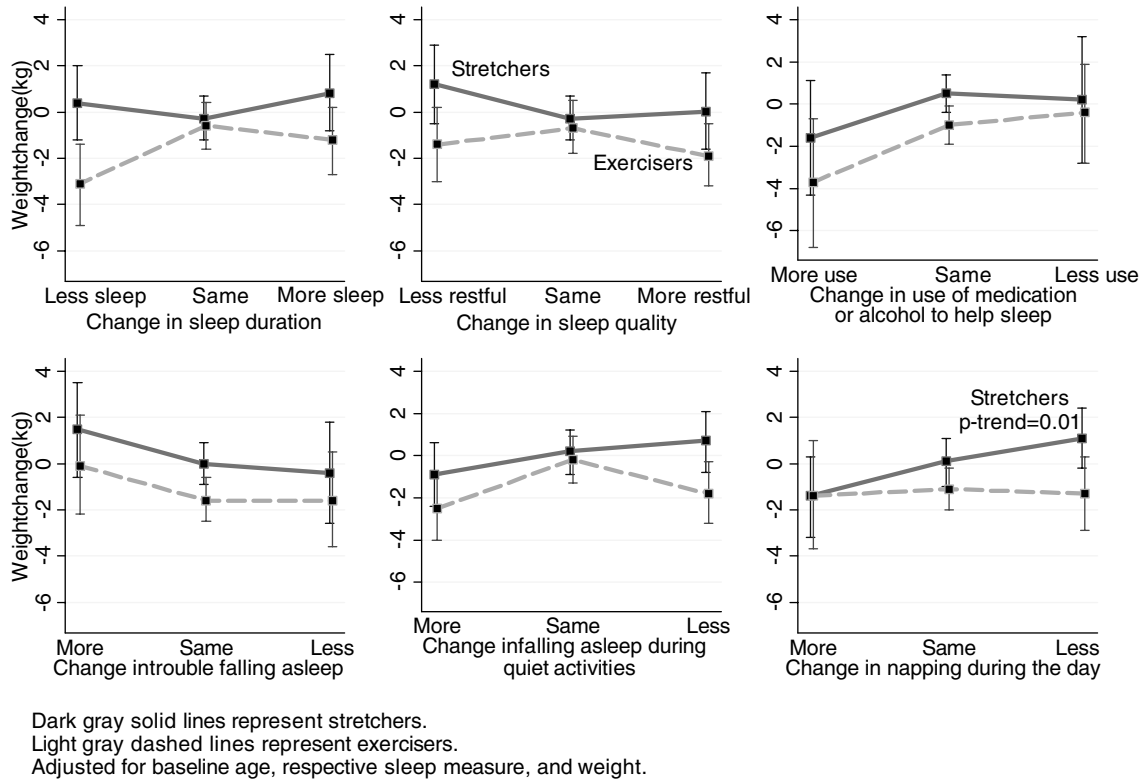 4
2
0
-2
-4
-6
Weightchange(kg)
Less sleep Same More sleep
Change in sleep duration
4
2
0
-2
-4
-6
Stretchers
Exercisers
Less restful Same More restful
Change in sleep quality
4
2
0
-2
-4
-6
More use Same Less use
Change in use of medication
or alcohol to help sleep
4
2
0
-2
-4
-6
Weightchange(kg)
More Same Less
Change introuble falling asleep
4
2
0
-2
-4
-6
More Same Less
Change infalling asleep during
quiet activities
4
2
0
-2
-4
-6
Stretchers
p-trend=0.01
More Same Less
Change in napping during the day
Dark gray solid lines represent stretchers.
Light gray dashed lines represent exercisers.
Adjusted for baseline age, respective sleep measure, and weight.